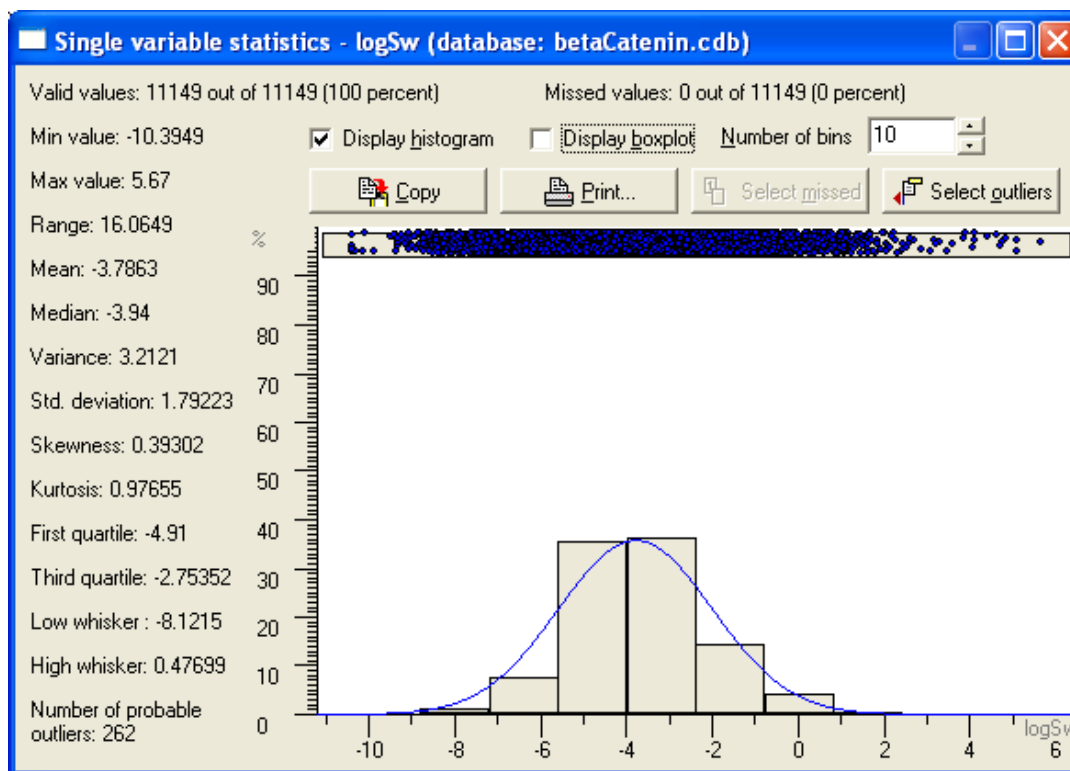 Single variable statistics - logSw (database: betaCatenin.cdb)
Valid values: 11149 out of 11149 (100 percent)
Missed values: 0 out of 11149 (0 percent)
Min value: -10.3949
Display histogram
Display boxplot
Number of bins
10
Max value: 5.67
Copy
Print...
Select missed
Select outliers
Range: 16.0649
Mean: -3.7863
Median: -3.94
Variance: 3.2121
Std. deviation: 1.79223
Skewness: 0.39302
Kurtosis: 0.97655
First quartile: -4.91
Third quartile: -2.75352
Low whisker : -8.1215
High whisker: 0.47699
Number of probable
outliers: 262
%
90
80
70
60
50
40
30
20
10
0
-10
-8
-6
-4
-2
0
2
4
6
logSw